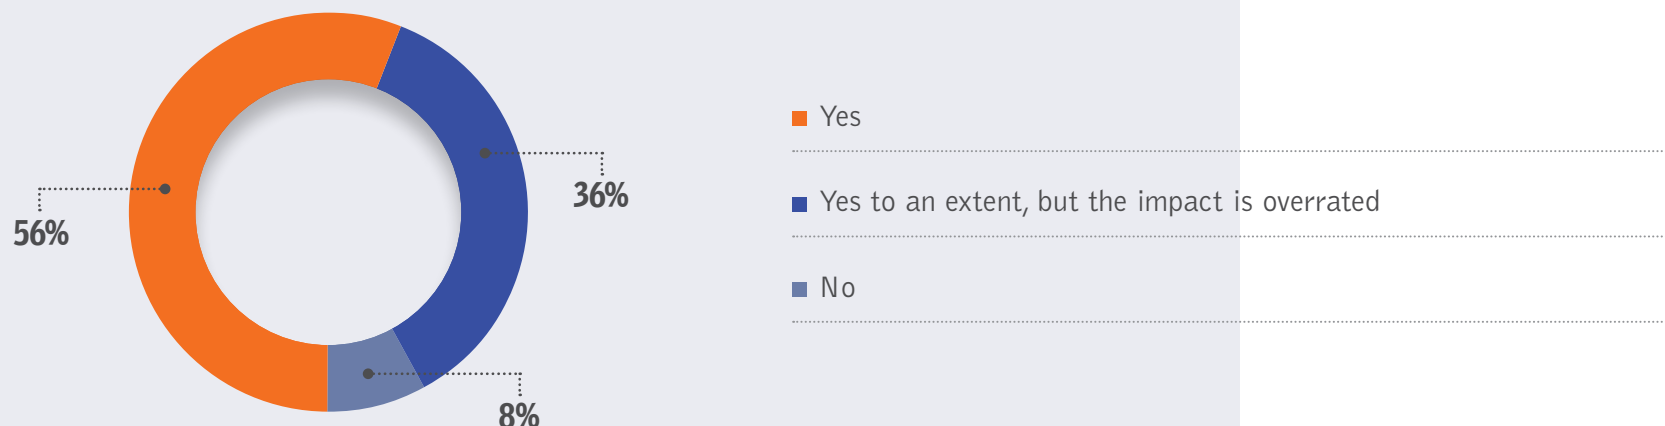 56%
36%
8%
Yes
Yes to an extent, but the impact is overrated
No